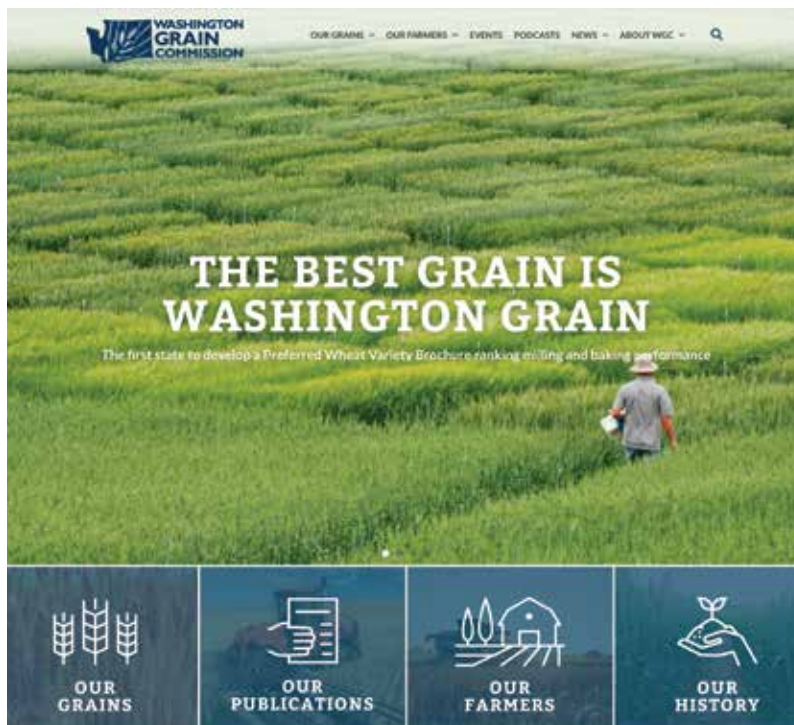 WASHINGTON
GRAIN
COMMISSION
OUR GRAINS OUR FARMERS EVENTS PODCASTS NEWS ABOUT WGC
THE BEST GRAIN IS
WASHINGTON GRAIN
The first state to develop a Preferred Wheat Variety Brochure ranking milling and baking performance
OUR
GRAINS
OUR
PUBLICATIONS
OUR
FARMERS
OUR
HISTORY